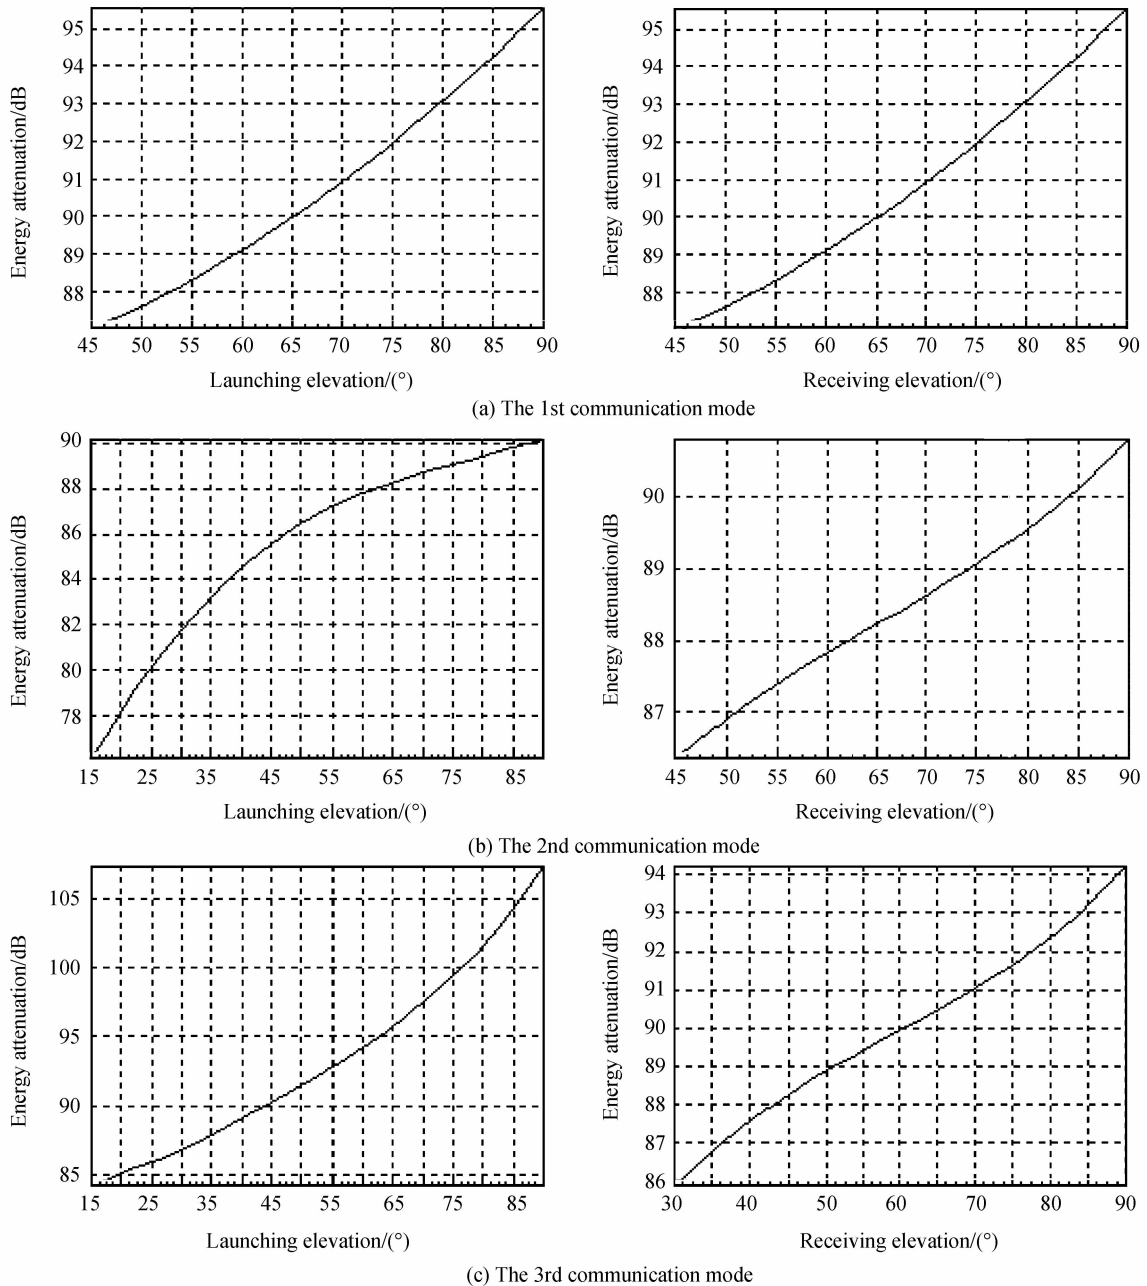 95
94
93
92
91
90
89
88
45 50 55 60 65 70 75 80 85 90
Energy attenuation/dB
Launching elevation/(°)
95
94
93
92
91
90
89
88
45 50 55 60 65 70 75 80 85 90
Energy attenuation/dB
Receiving elevation/(°)
(a) The 1st communication mode
90
88
86
84
82
80
78
15 25 35 45 55 65 75 85
Energy attenuation/dB
Launching elevation/(°)
90
89
88
87
45 50 55 60 65 70 75 80 85 90
Energy attenuation/dB
Receiving elevation/(°)
(b) The 2nd communication mode
105
100
95
90
85
15 25 35 45 55 65 75 85
Energy attenuation/dB
Launching elevation/(°)
94
93
92
91
90
89
88
87
86
30 40 50 60 70 80 90
Energy attenuation/dB
Receiving elevation/(°)
(c) The 3rd communication mode